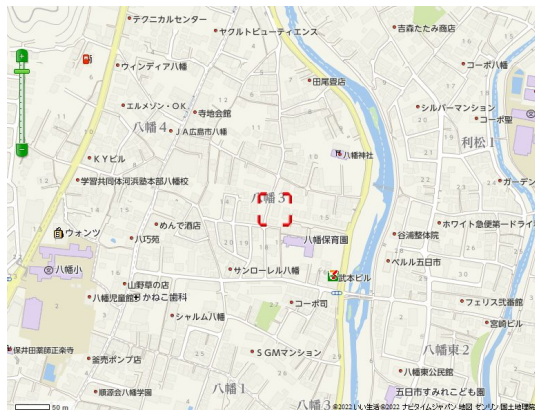 テクニカルセンター
ヤクルトビューティエンス
吉森たたみ商店
ウィンディア八幡
コーポ八幡
田尾畳店
エルメゾン・OK.
シルバーマンション
寺地会館
コーポ聖
八幡4
JA広島市八幡
利松1
KYビル
八幡神社
学習共同体河浜塾本部八幡校
ガーデン
八幡3
めんで酒店
ホワイト急便第一ドライ
ウォンツ
八巧苑
八幡保育園
谷浦整体院
八幡小
サンローレル八幡
ベルル五日市
武本ビル
山野草の店
八幡児童館
かねこ歯科
コーポ司
フェリス弐番館
シャルム八幡
宮崎ビル
保井田薬師正楽寺
SGMマンション
八幡東2
釜売ポンプ店
八幡東公民館
順源会八幡学園
八幡1
五日市すみれこども園
八幡3
50 m
©2022 いい生活 ©2022 ナビタイムジャパン 地図 ゼンリン 国土地理院